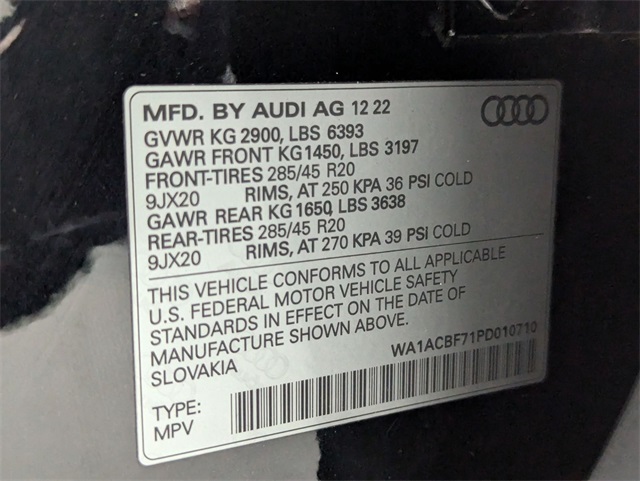 MFD. BY AUDI AG 12 22
GVWR KG 2900, LBS 6393
GAWR FRONT KG1450, LBS 3197
FRONT-TIRES 285/45 R20
9JX20 RIMS, AT 250 KPA 36 PSI COLD
GAWR REAR KG 1650, LBS 3638
REAR-TIRES 285/45 R20
9JX20 RIMS, AT 270 KPA 39 PSI COLD
THIS VEHICLE CONFORMS TO ALL APPLICABLE
U.S. FEDERAL MOTOR VEHICLE SAFETY
STANDARDS IN EFFECT ON THE DATE OF
MANUFACTURE SHOWN ABOVE.
SLOVAKIA
WA1ACBF71PD010710
TYPE:
MPV